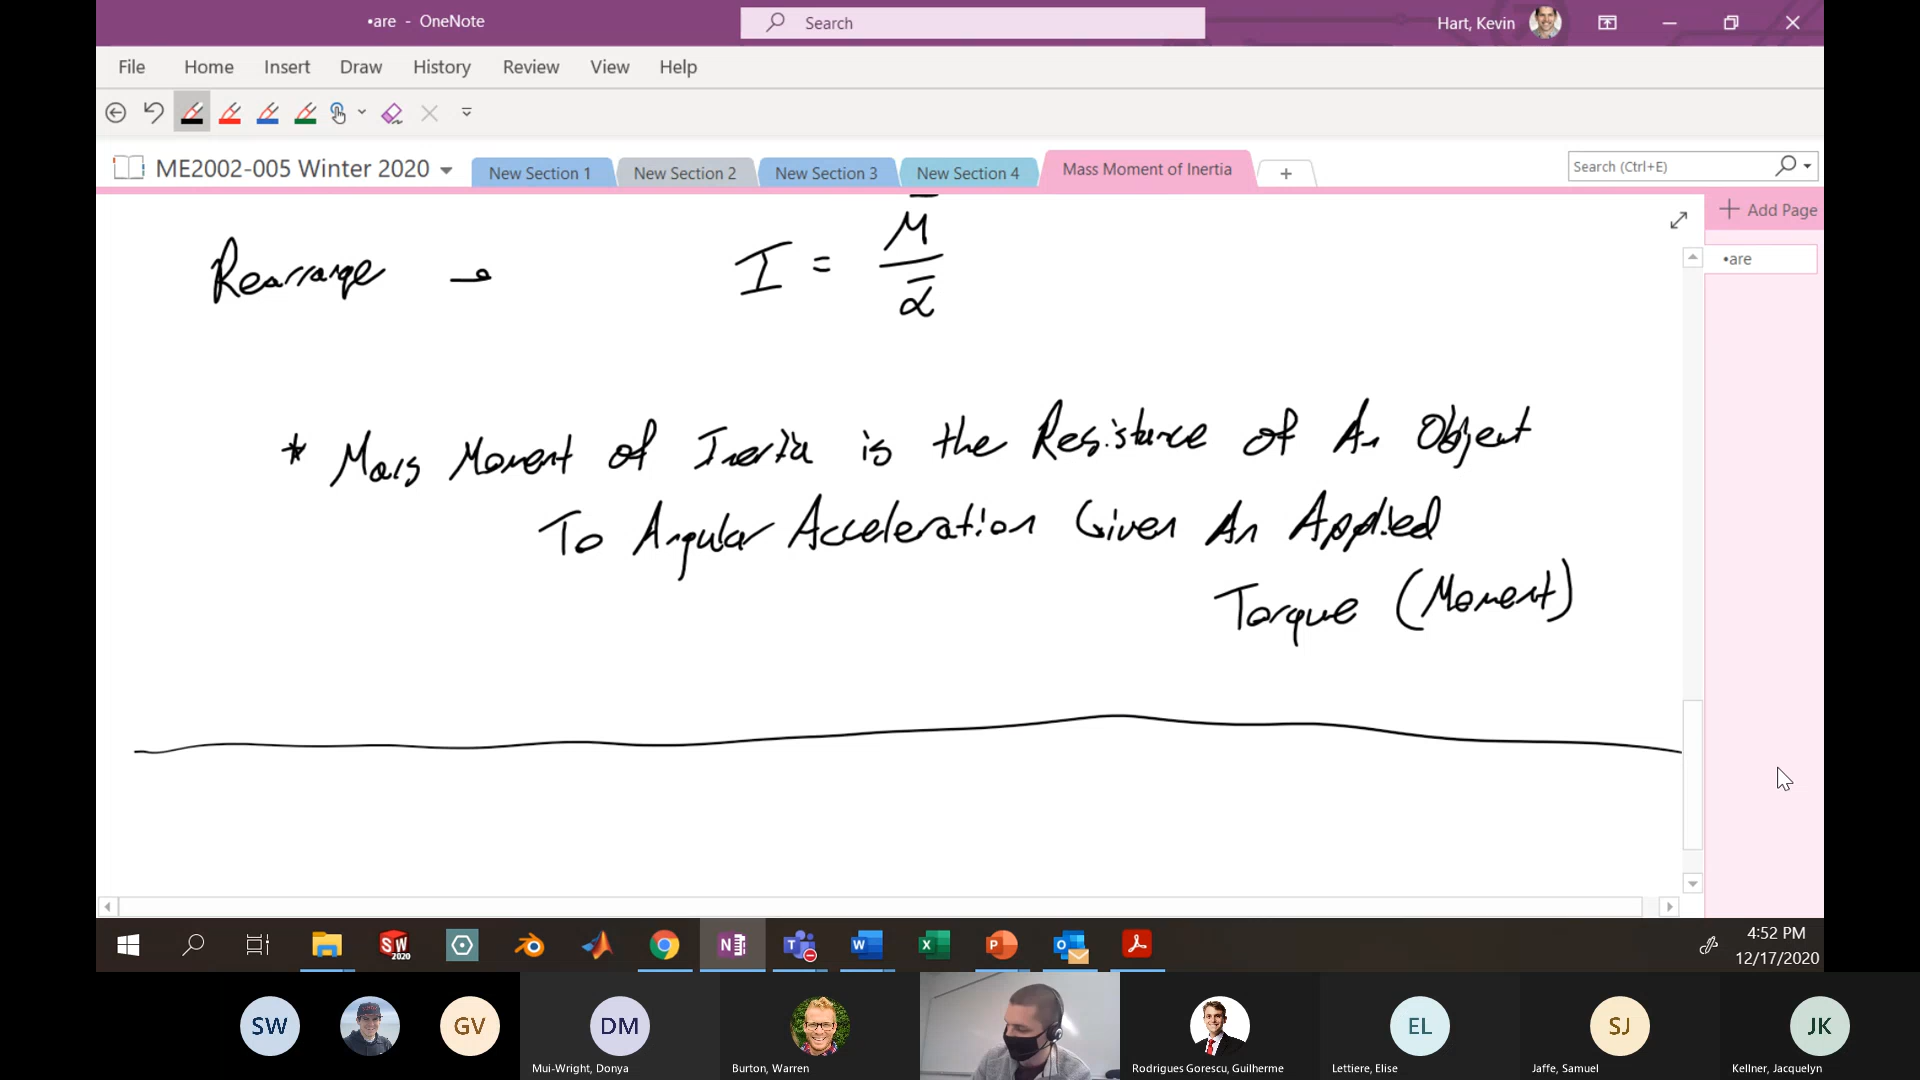 •are - OneNote
Search
Hart, Kevin
File Home Insert Draw History Review View Help
ME2002-005 Winter 2020
New Section 1
New Section 2
New Section 3
New Section 4
Mass Moment of Inertia
+
Search (Ctrl+E)
Add Page
•are
Rearrange → I = M̄ / ᾱ
* Mass Moment of Inertia is the Resistance of An Object
To Angular Acceleration Given An Applied
Torque (Moment)
SW
2020
N
T
W
X
P
O
4:52 PM
12/17/2020
SW
GV
DM
EL
SJ
JK
Mui-Wright, Donya
Burton, Warren
Rodrigues Gorescu, Guilherme
Lettiere, Elise
Jaffe, Samuel
Kellner, Jacquelyn